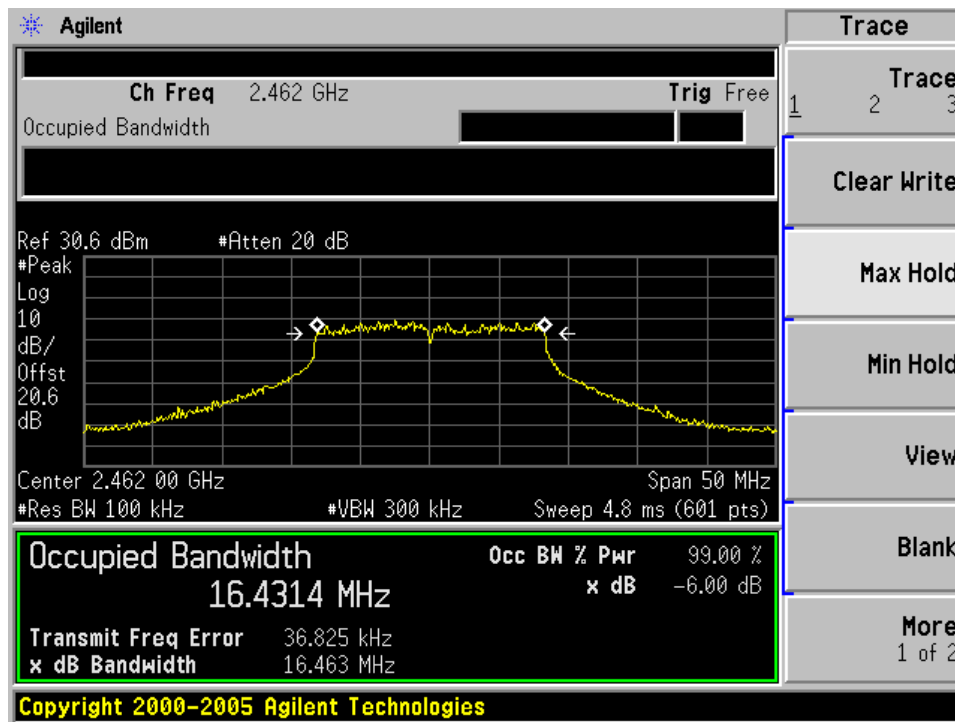 Agilent
Trace
Ch Freq 2.462 GHz Trig Free
Occupied Bandwidth
Trace
1 2 3
Clear Write
Max Hold
Min Hold
View
Blank
More
1 of 2
Ref 30.6 dBm #Atten 20 dB
#Peak
Log
10
dB/
Offst
20.6
dB
Center 2.462 00 GHz Span 50 MHz
#Res BW 100 kHz #VBW 300 kHz Sweep 4.8 ms (601 pts)
Occupied Bandwidth Occ BW % Pwr 99.00 %
16.4314 MHz x dB -6.00 dB
Transmit Freq Error 36.825 kHz
x dB Bandwidth 16.463 MHz
Copyright 2000-2005 Agilent Technologies